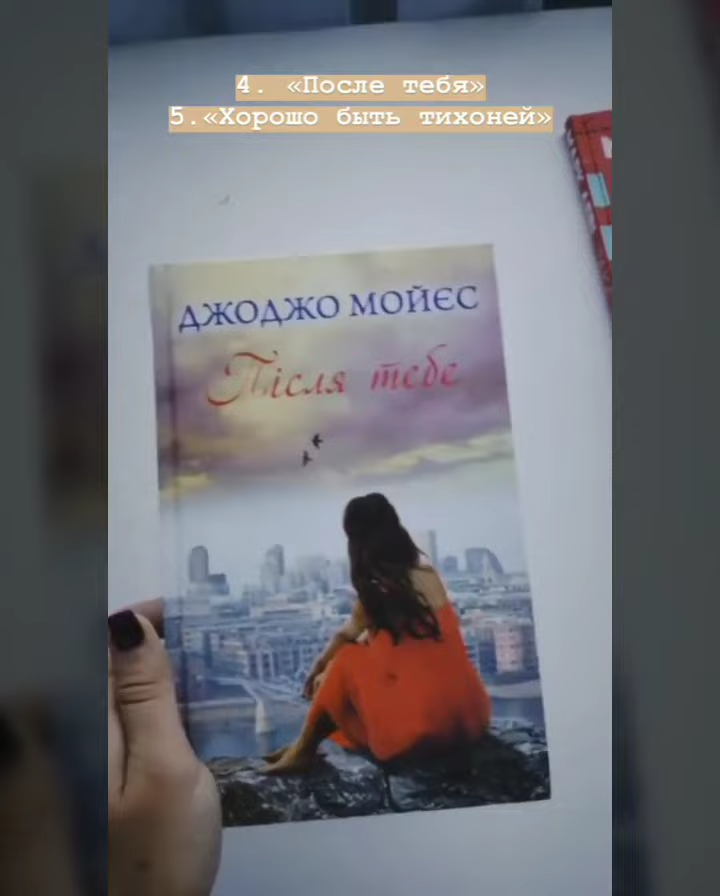 4. «После тебя»
5.«Хорошо быть тихоней»
ДЖОДЖО МОЙЄС
Після тебе